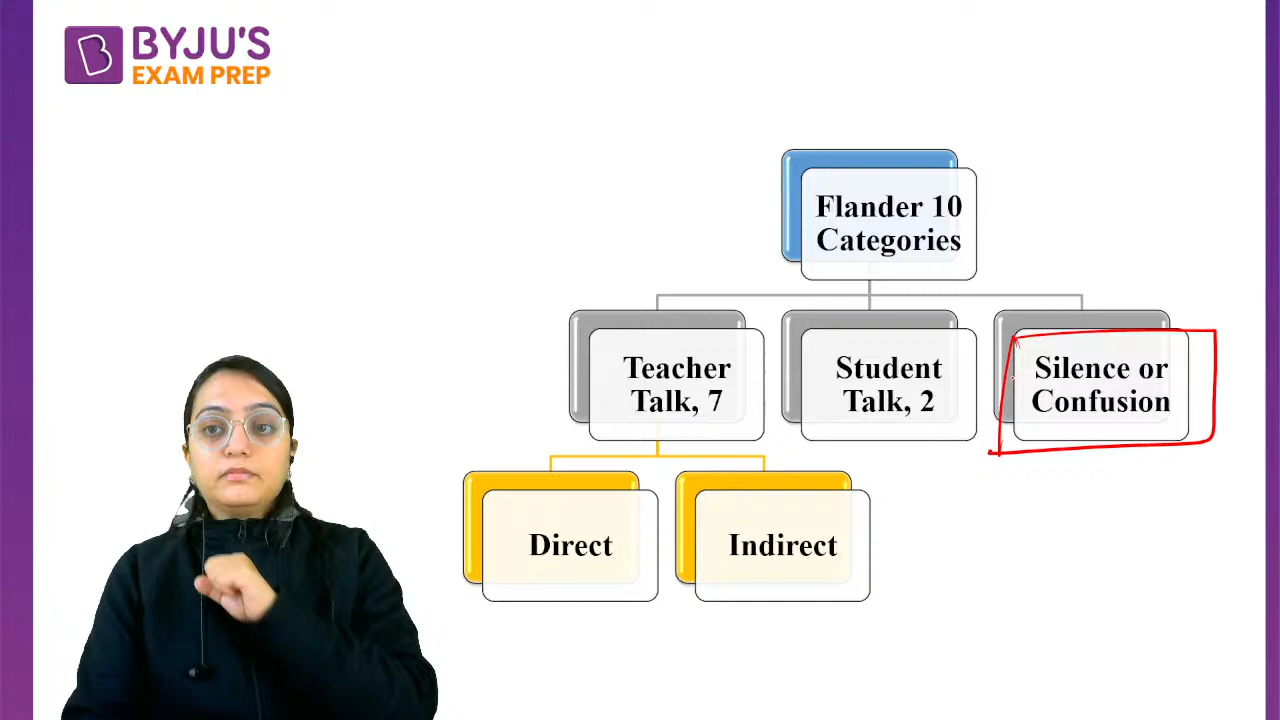 BYJU'S
EXAM PREP
Flander 10
Categories
Teacher
Talk, 7
Student
Talk, 2
Silence or
Confusion
Direct
Indirect